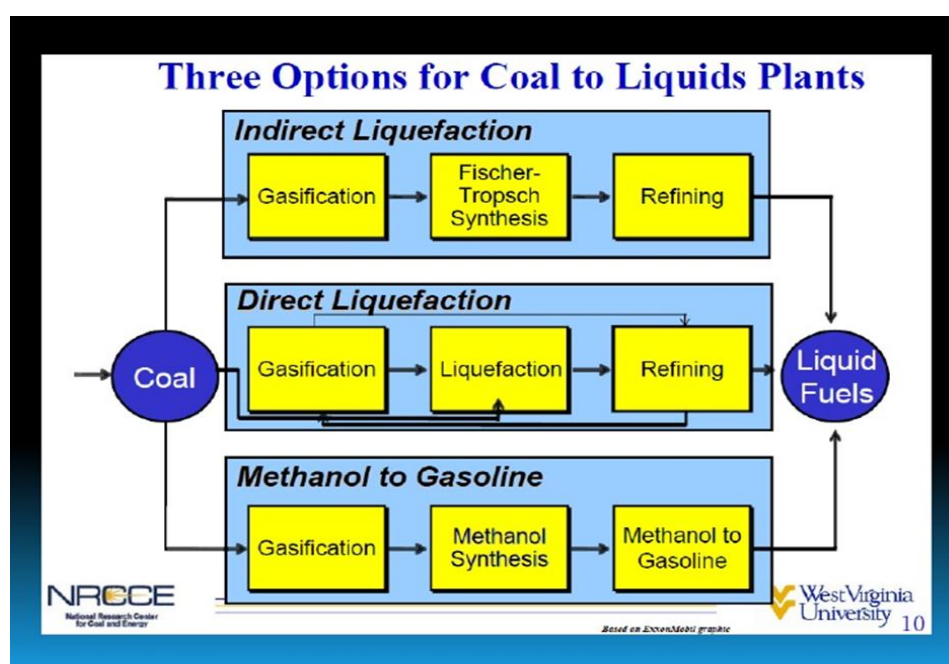 Three Options for Coal to Liquids Plants
Indirect Liquefaction
Gasification
Fischer-
Tropsch
Synthesis
Refining
Direct Liquefaction
Coal
Gasification
Liquefaction
Refining
Liquid
Fuels
Methanol to Gasoline
Gasification
Methanol
Synthesis
Methanol to
Gasoline
NRCCE
National Research Center
for Coal and Energy
Based on ExxonMobil graphic
West Virginia
University
10